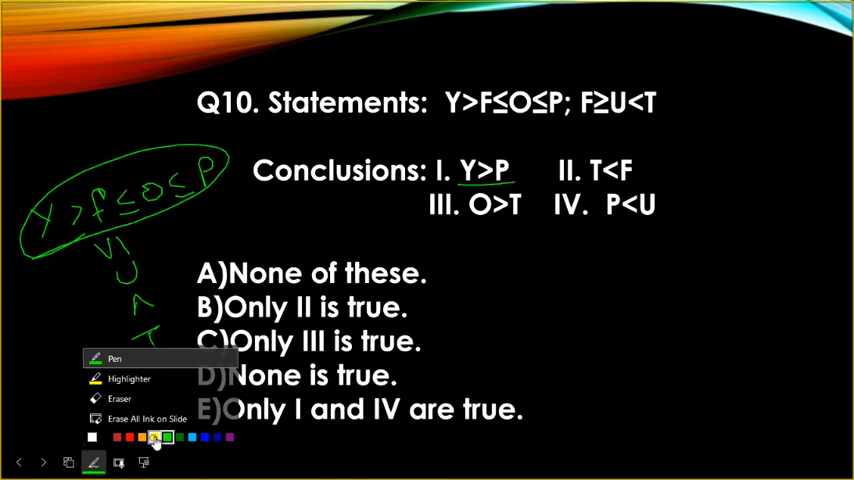 Q10. Statements: Y>F≤O≤P; F≥U<T
Conclusions: I. Y>P II. T<F
III. O>T IV. P<U
Y>f≤O≤P
VI
U
^
T
A)None of these.
B)Only II is true.
C)Only III is true.
D)None is true.
E)Only I and IV are true.
Pen
Highlighter
Eraser
Erase All Ink on Slide